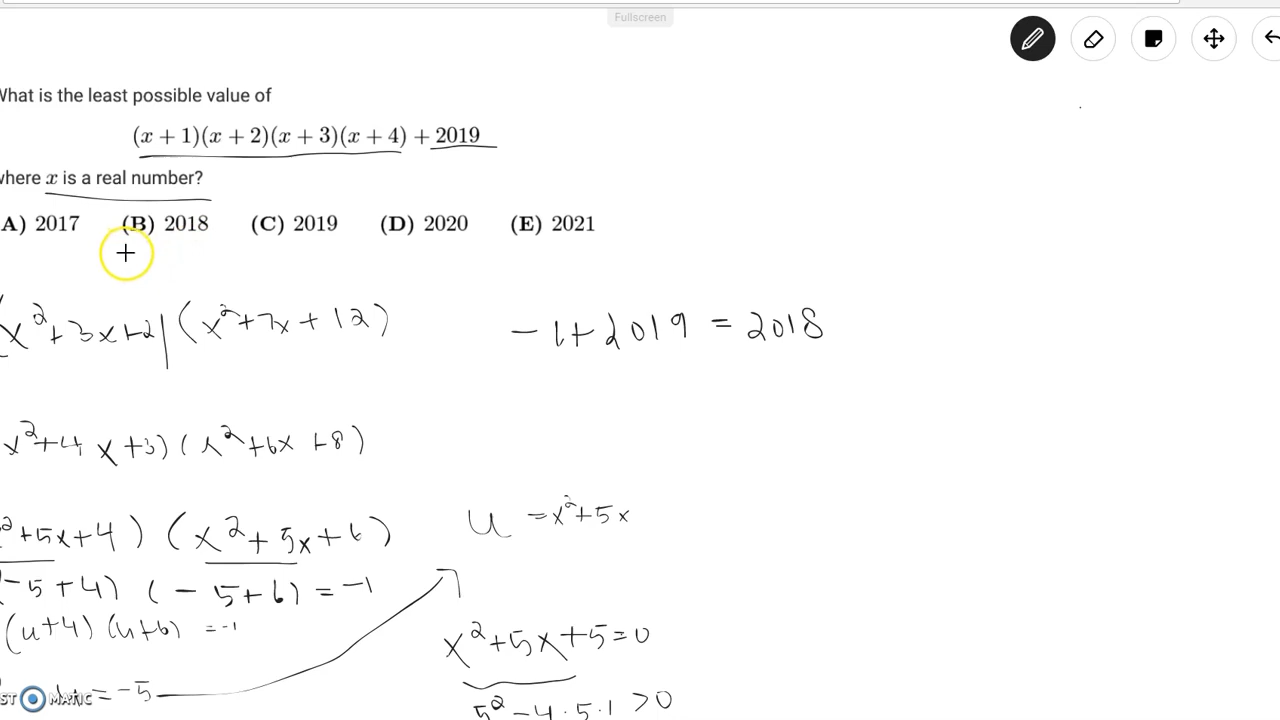 Fullscreen
What is the least possible value of
(x + 1)(x + 2)(x + 3)(x + 4) + 2019
where x is a real number?
A) 2017 (B) 2018 (C) 2019 (D) 2020 (E) 2021
(x² + 3x + 2) (x² + 7x + 12)
-1 + 2019 = 2018
x² + 4x + 3) (x² + 6x + 8)
² + 5x + 4) (x² + 5x + 6)
u = x² + 5x
(-5 + 4) (-5 + 6) = -1
(u + 4) (u + 6) = -1
x² + 5x + 5 = 0
= -5
5² - 4 · 5 · 1 > 0
MATIC